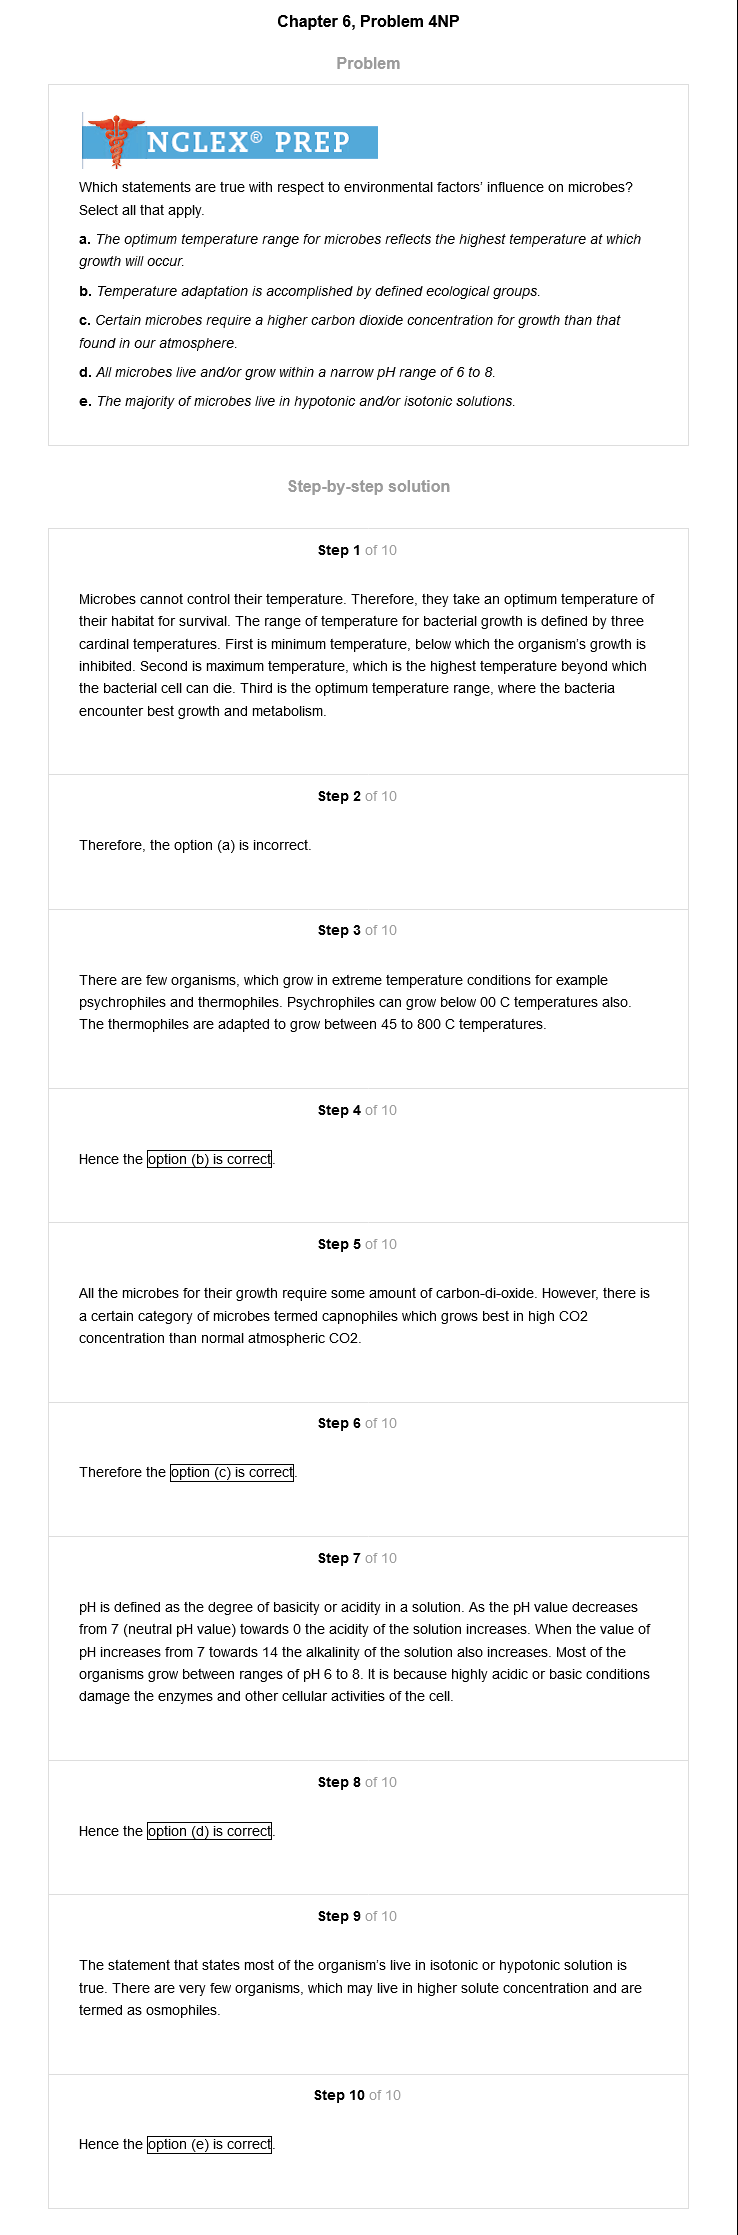 Chapter 6, Problem 4NP
Problem
NCLEX® PREP
Which statements are true with respect to environmental factors' influence on microbes?
Select all that apply.
a. The optimum temperature range for microbes reflects the highest temperature at which
growth will occur.
b. Temperature adaptation is accomplished by defined ecological groups.
c. Certain microbes require a higher carbon dioxide concentration for growth than that
found in our atmosphere.
d. All microbes live and/or grow within a narrow pH range of 6 to 8.
e. The majority of microbes live in hypotonic and/or isotonic solutions.
Step-by-step solution
Step 1 of 10
Microbes cannot control their temperature. Therefore, they take an optimum temperature of
their habitat for survival. The range of temperature for bacterial growth is defined by three
cardinal temperatures. First is minimum temperature, below which the organism's growth is
inhibited. Second is maximum temperature, which is the highest temperature beyond which
the bacterial cell can die. Third is the optimum temperature range, where the bacteria
encounter best growth and metabolism.
Step 2 of 10
Therefore, the option (a) is incorrect.
Step 3 of 10
There are few organisms, which grow in extreme temperature conditions for example
psychrophiles and thermophiles. Psychrophiles can grow below 00 C temperatures also.
The thermophiles are adapted to grow between 45 to 800 C temperatures.
Step 4 of 10
Hence the option (b) is correct.
Step 5 of 10
All the microbes for their growth require some amount of carbon-di-oxide. However, there is
a certain category of microbes termed capnophiles which grows best in high CO2
concentration than normal atmospheric CO2.
Step 6 of 10
Therefore the option (c) is correct.
Step 7 of 10
pH is defined as the degree of basicity or acidity in a solution. As the pH value decreases
from 7 (neutral pH value) towards 0 the acidity of the solution increases. When the value of
pH increases from 7 towards 14 the alkalinity of the solution also increases. Most of the
organisms grow between ranges of pH 6 to 8. It is because highly acidic or basic conditions
damage the enzymes and other cellular activities of the cell.
Step 8 of 10
Hence the option (d) is correct.
Step 9 of 10
The statement that states most of the organism's live in isotonic or hypotonic solution is
true. There are very few organisms, which may live in higher solute concentration and are
termed as osmophiles.
Step 10 of 10
Hence the option (e) is correct.